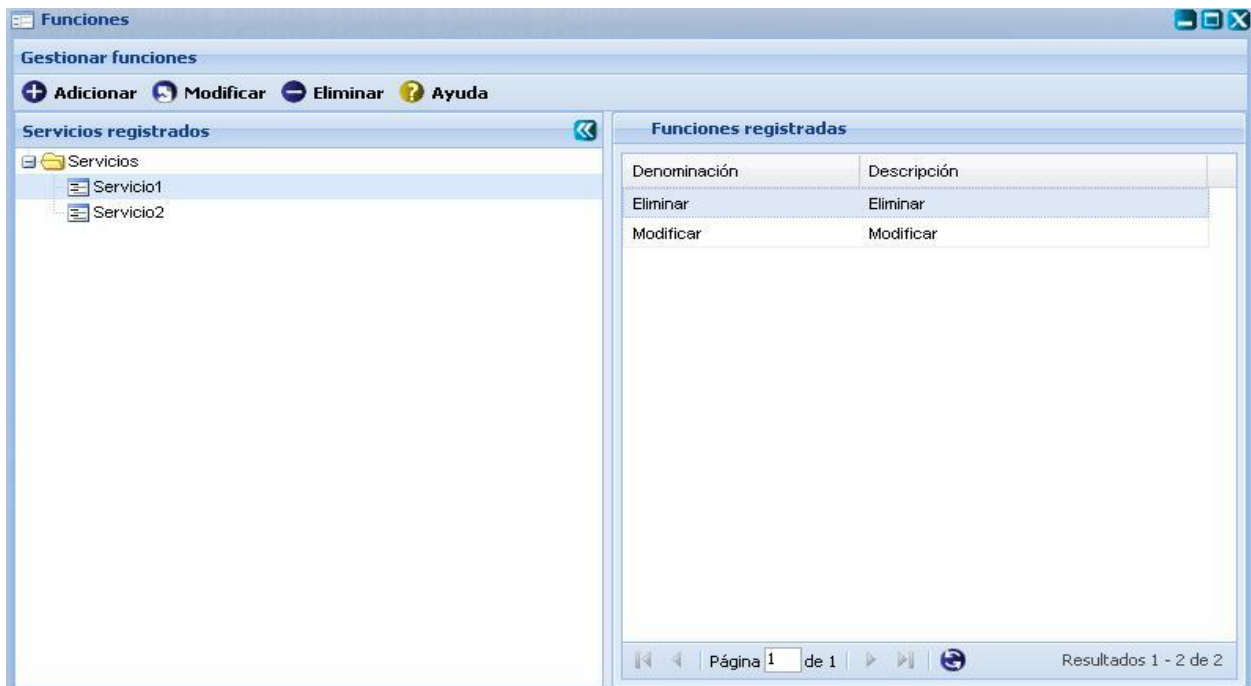 Funciones
Gestionar funciones
Adicionar Modificar Eliminar Ayuda
Servicios registrados
Servicios
Servicio1
Servicio2
Funciones registradas
Denominación Descripción
Eliminar Eliminar
Modificar Modificar
Página 1 de 1 Resultados 1 - 2 de 2